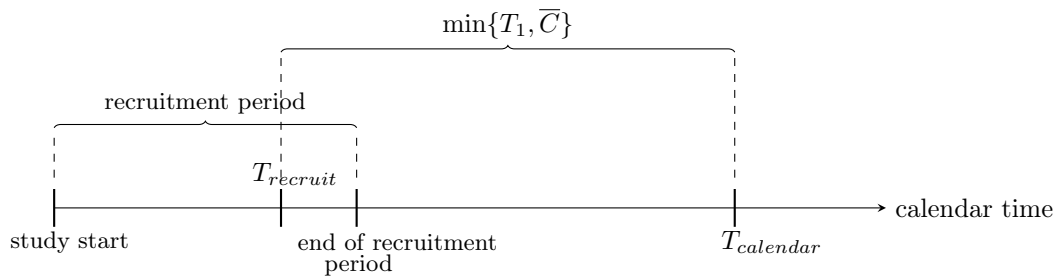 min{T_1, \overline{C}}
recruitment period
T_{recruit}
calendar time
study start
end of recruitment
period
T_{calendar}